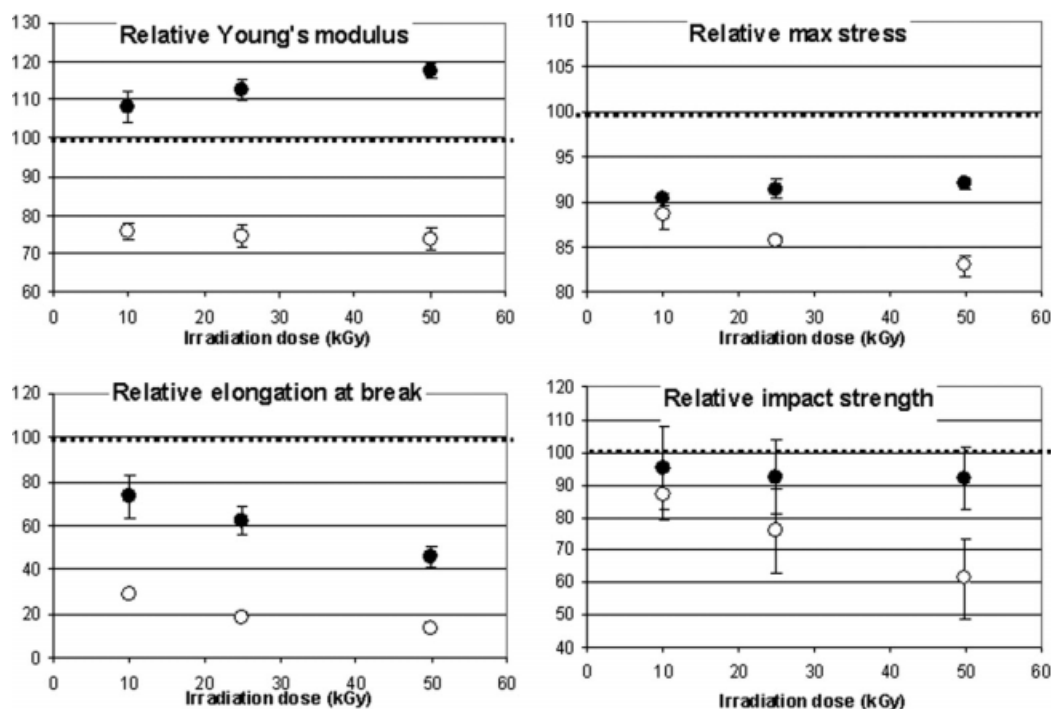 Relative Young's modulus
130
120
110
100
90
80
70
60
0 10 20 30 40 50 60
Irradiation dose (kGy)
Relative max stress
110
105
100
95
90
85
80
0 10 20 30 40 50 60
Irradiation dose (kGy)
Relative elongation at break
120
100
80
60
40
20
0
0 10 20 30 40 50 60
Irradiation dose (kGy)
Relative impact strength
120
110
100
90
80
70
60
50
40
0 10 20 30 40 50 60
Irradiation dose (kGy)